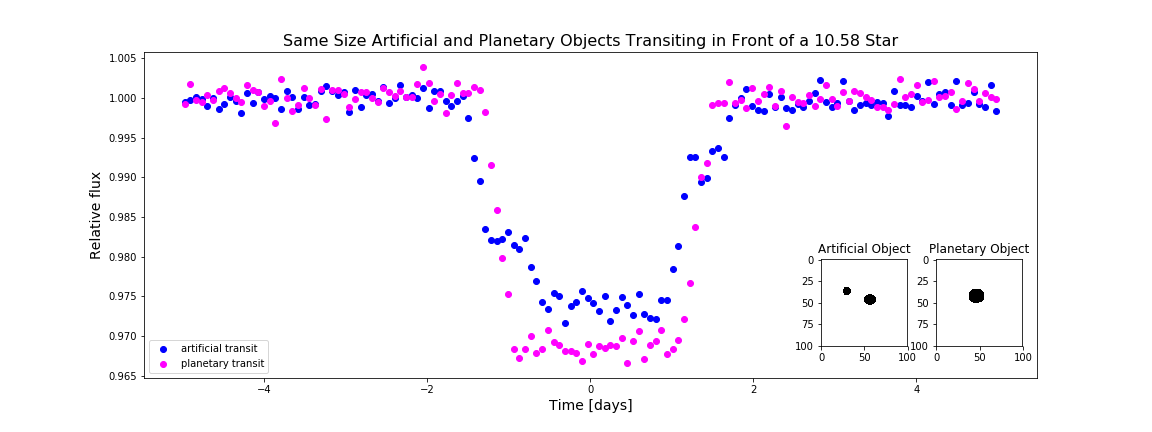 Same Size Artificial and Planetary Objects Transiting in Front of a 10.58 Star
Relative flux
1.005
1.000
0.995
0.990
0.985
0.980
0.975
0.970
0.965
artificial transit
planetary transit
Artificial Object
0
25
50
75
100
0 50 100
Planetary Object
0
25
50
75
100
0 50 100
−4 −2 0 2 4
Time [days]